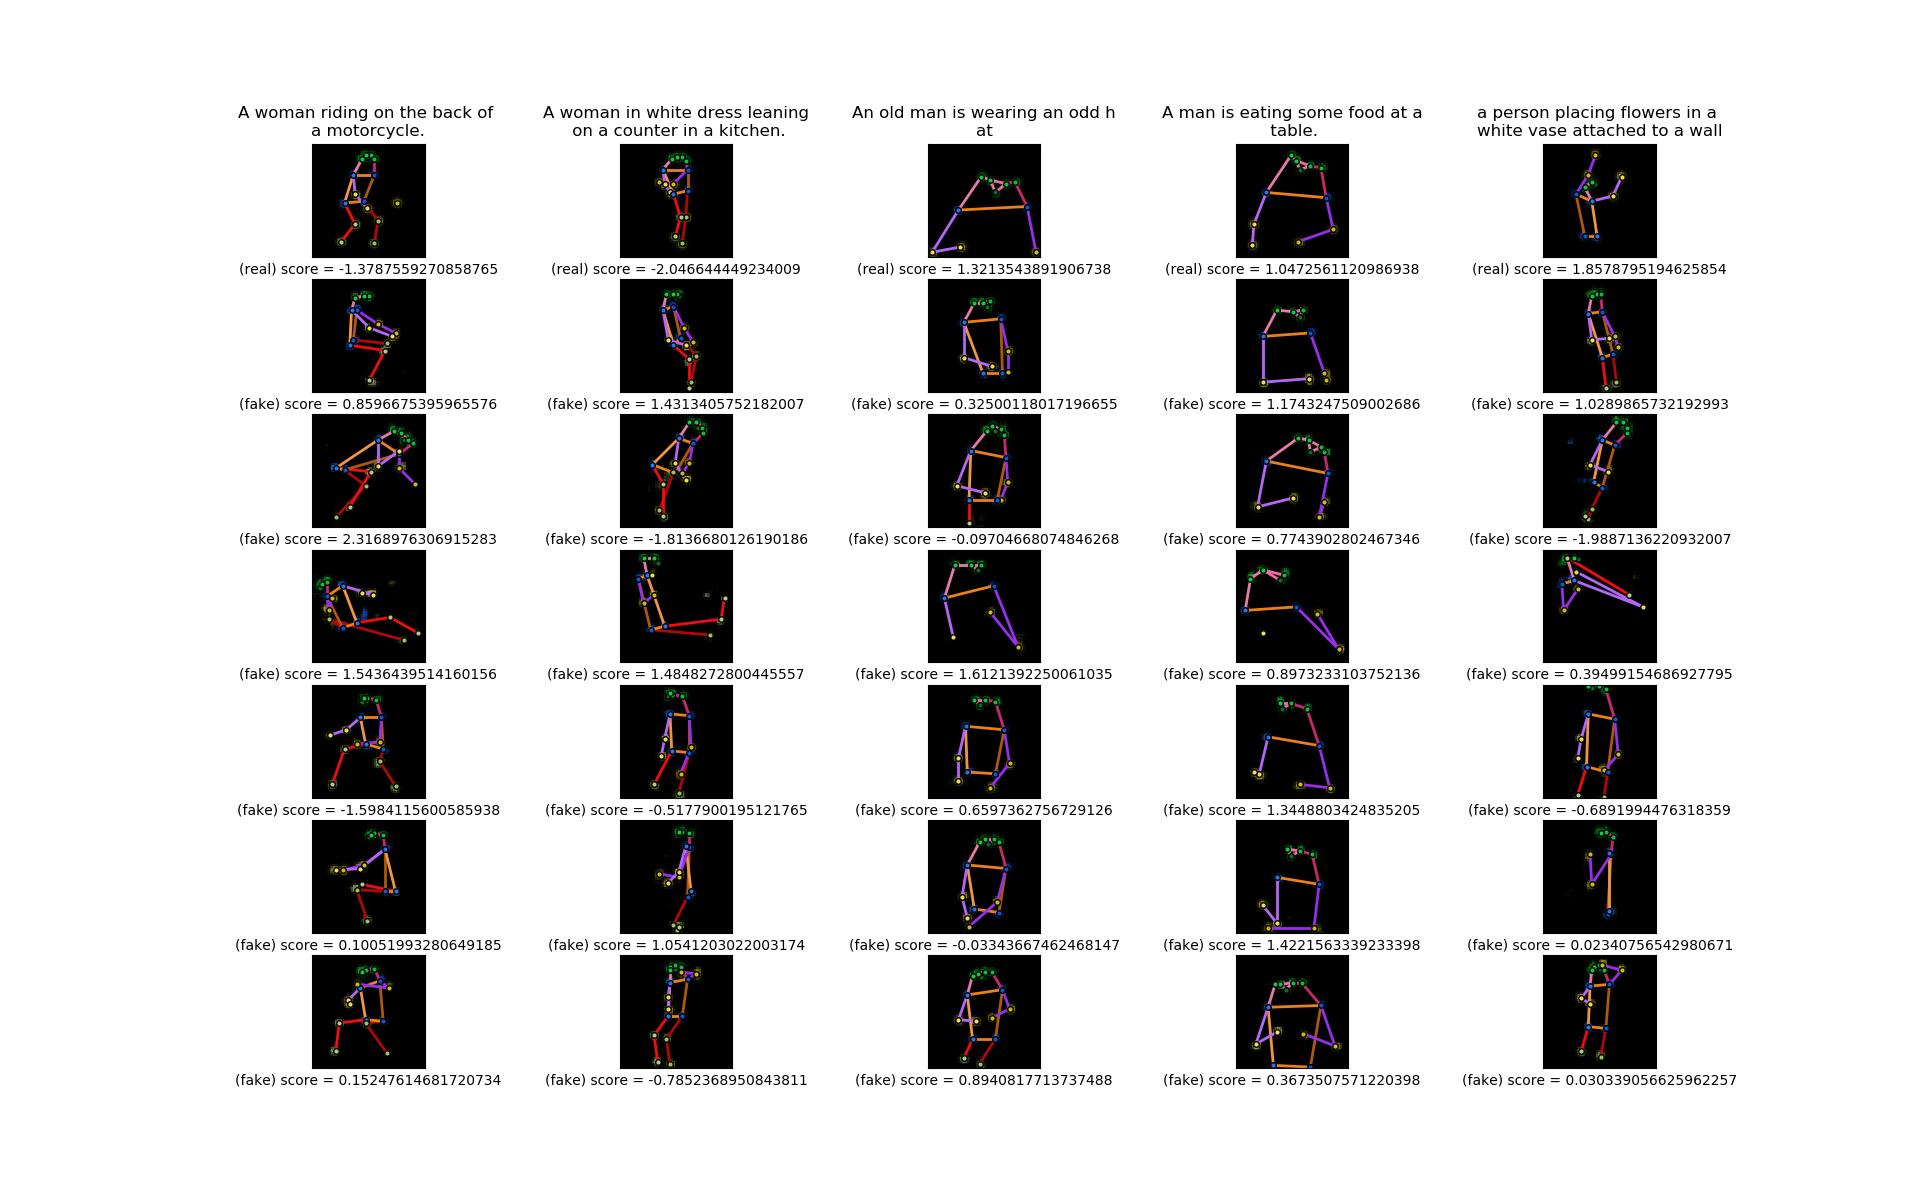 A woman riding on the back of
a motorcycle.
A woman in white dress leaning
on a counter in a kitchen.
An old man is wearing an odd h
at
A man is eating some food at a
table.
a person placing flowers in a
white vase attached to a wall
(real) score = -1.3787559270858765
(real) score = -2.046644449234009
(real) score = 1.3213543891906738
(real) score = 1.0472561120986938
(real) score = 1.8578795194625854
(fake) score = 0.8596675395965576
(fake) score = 1.4313405752182007
(fake) score = 0.32500118017196655
(fake) score = 1.1743247509002686
(fake) score = 1.0289865732192993
(fake) score = 2.3168976306915283
(fake) score = -1.8136680126190186
(fake) score = -0.09704668074846268
(fake) score = 0.7743902802467346
(fake) score = -1.9887136220932007
(fake) score = 1.5436439514160156
(fake) score = 1.4848272800445557
(fake) score = 1.6121392250061035
(fake) score = 0.8973233103752136
(fake) score = 0.39499154686927795
(fake) score = -1.5984115600585938
(fake) score = -0.5177900195121765
(fake) score = 0.6597362756729126
(fake) score = 1.3448803424835205
(fake) score = -0.6891994476318359
(fake) score = 0.10051993280649185
(fake) score = 1.0541203022003174
(fake) score = -0.03343667462468147
(fake) score = 1.4221563339233398
(fake) score = 0.02340756542980671
(fake) score = 0.15247614681720734
(fake) score = -0.7852368950843811
(fake) score = 0.8940817713737488
(fake) score = 0.3673507571220398
(fake) score = 0.030339056625962257